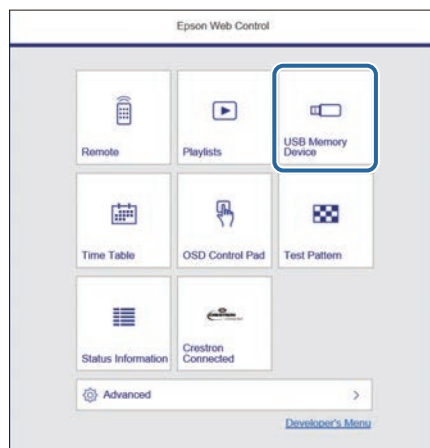 Epson Web Control
Remote
Playlists
USB Memory
Device
Time Table
OSD Control Pad
Test Pattern
Status Information
CRESTRON
Crestron
Connected
Advanced
Developer's Menu